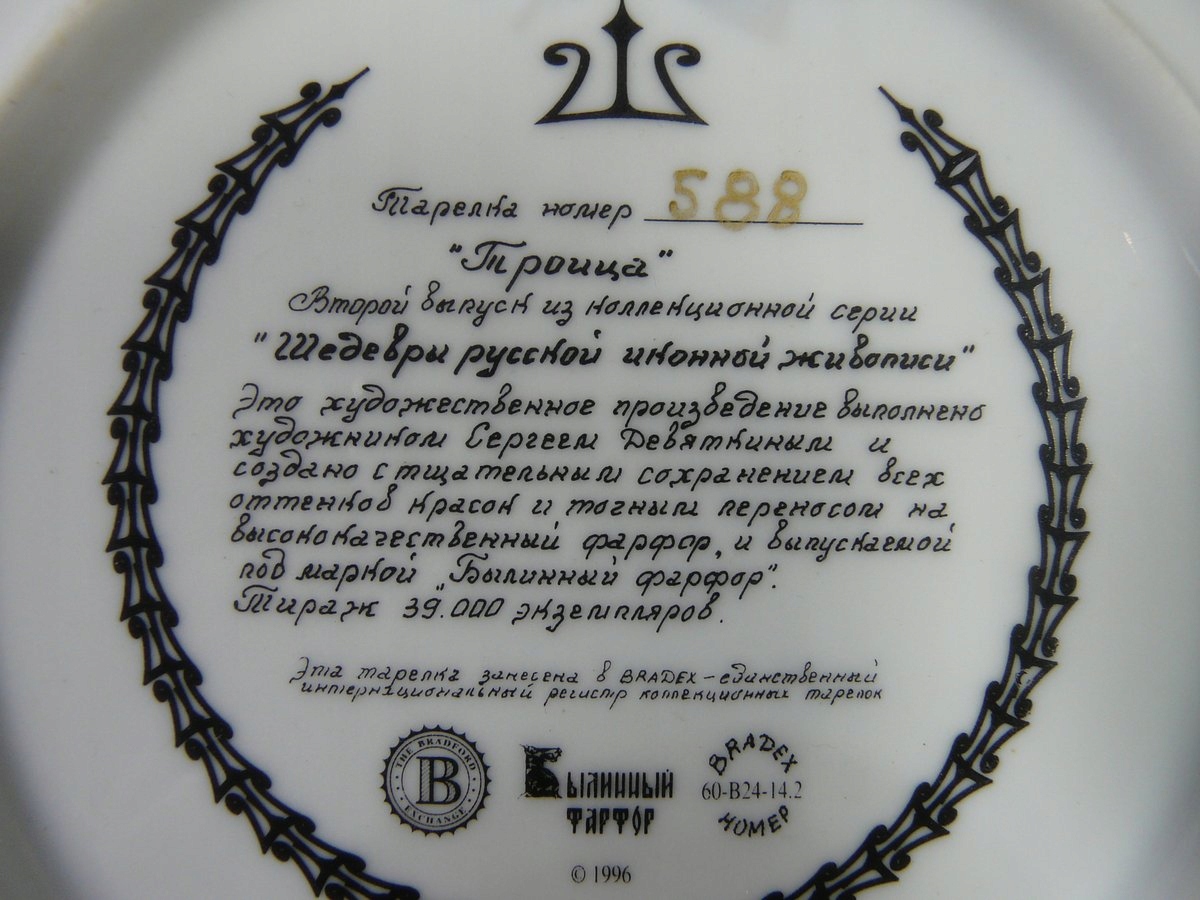 Тарелка номер 588
"Троица"
Второй выпуск из коллекционной серии
"Шедевры русской иконный живописи"
Это художественное произведение выполнено
художником Сергеем Девяткиным и
создано с тщательным сохранением всех
оттенков красок и точным переносом на
высококачественный фарфор, и выпускаемой
под маркой "Былинный фарфор".
Тираж 39.000 экземпляров.
Эта тарелка занесена в BRADEX – единственный
интернациональный регистр коллекционных тарелок
THE BRADFORD
B
EXCHANGE
Былинный
фарфор
BRADEX
60-B24-14.2
НОМЕР
© 1996